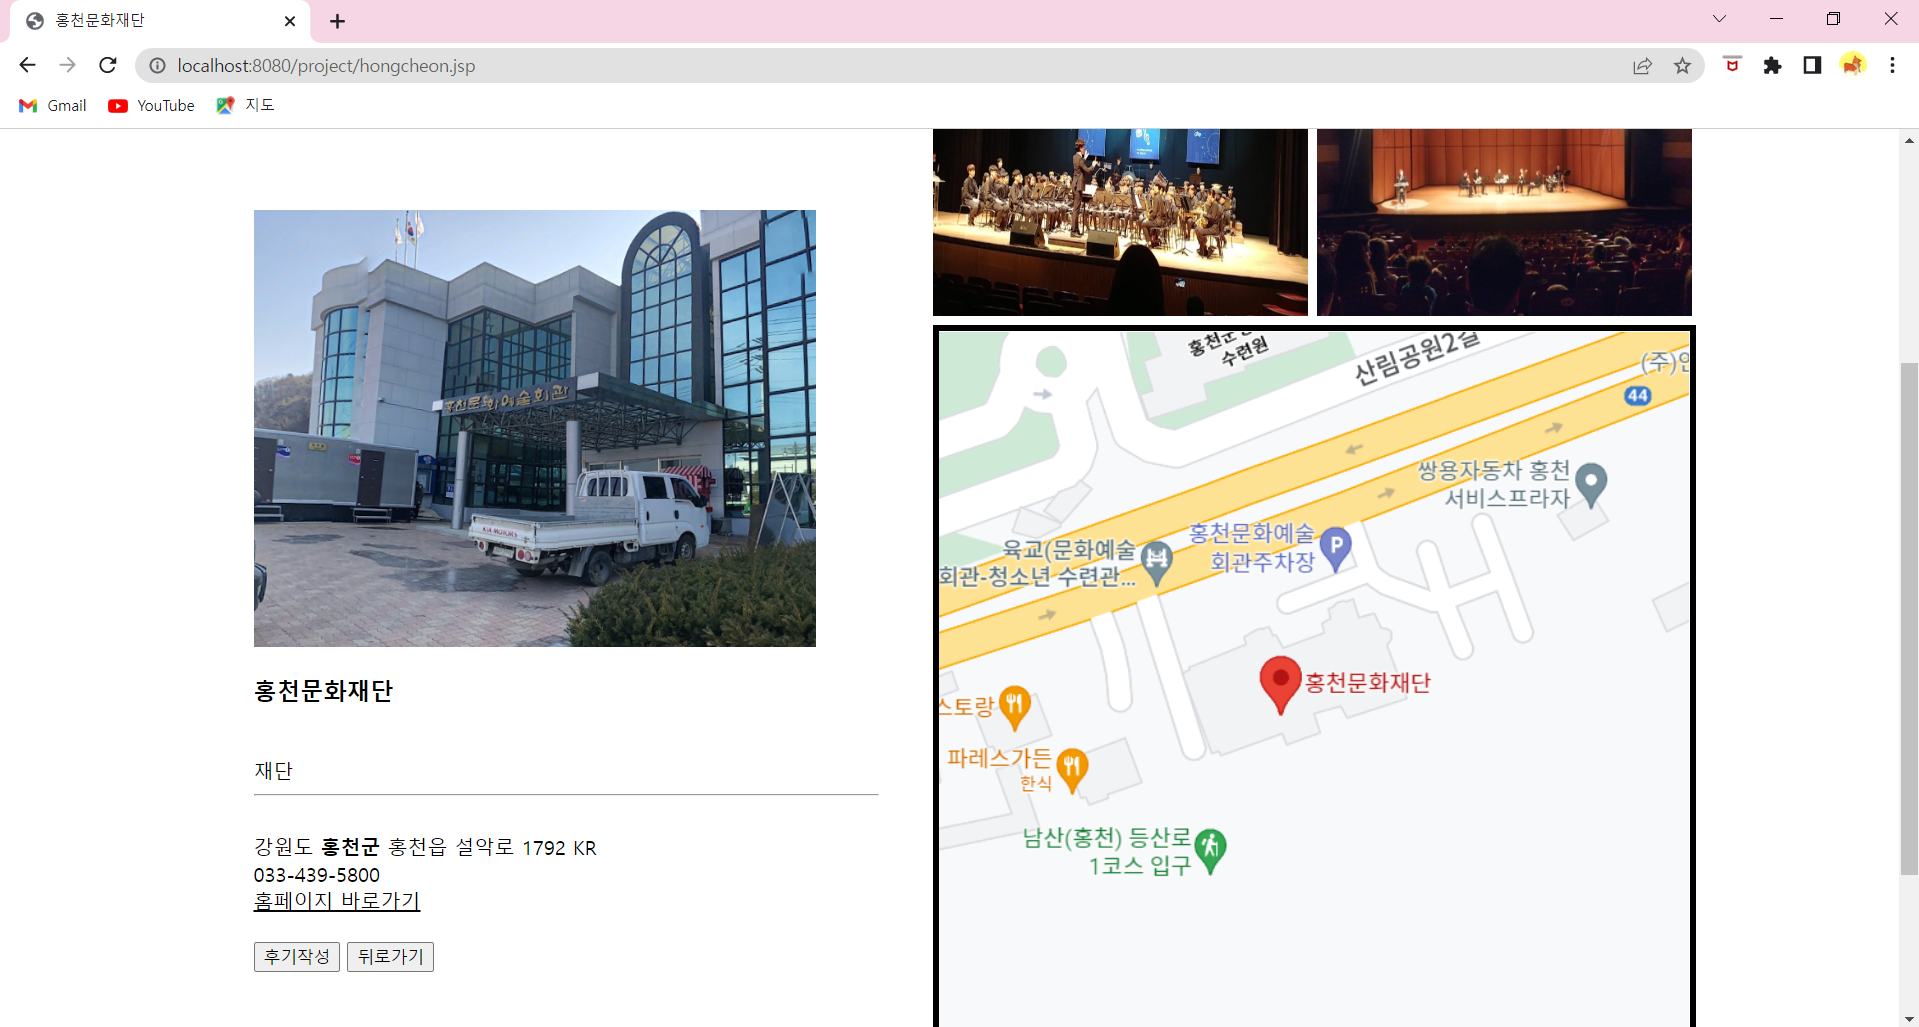 홍천문화재단
localhost:8080/project/hongcheon.jsp
Gmail
YouTube
지도
홍천문화예술회관
KIA MOTORS
홍천문화재단
재단
강원도 홍천군 홍천읍 설악로 1792 KR
033-439-5800
홈페이지 바로가기
후기작성
뒤로가기
홍천군
수련원
산림공원2길
(주)인
44
쌍용자동차 홍천
서비스프라자
홍천문화예술
회관주차장
P
육교(문화예술
회관-청소년 수련관...
홍천문화재단
스토랑
파레스가든
한식
남산(홍천) 등산로
1코스 입구